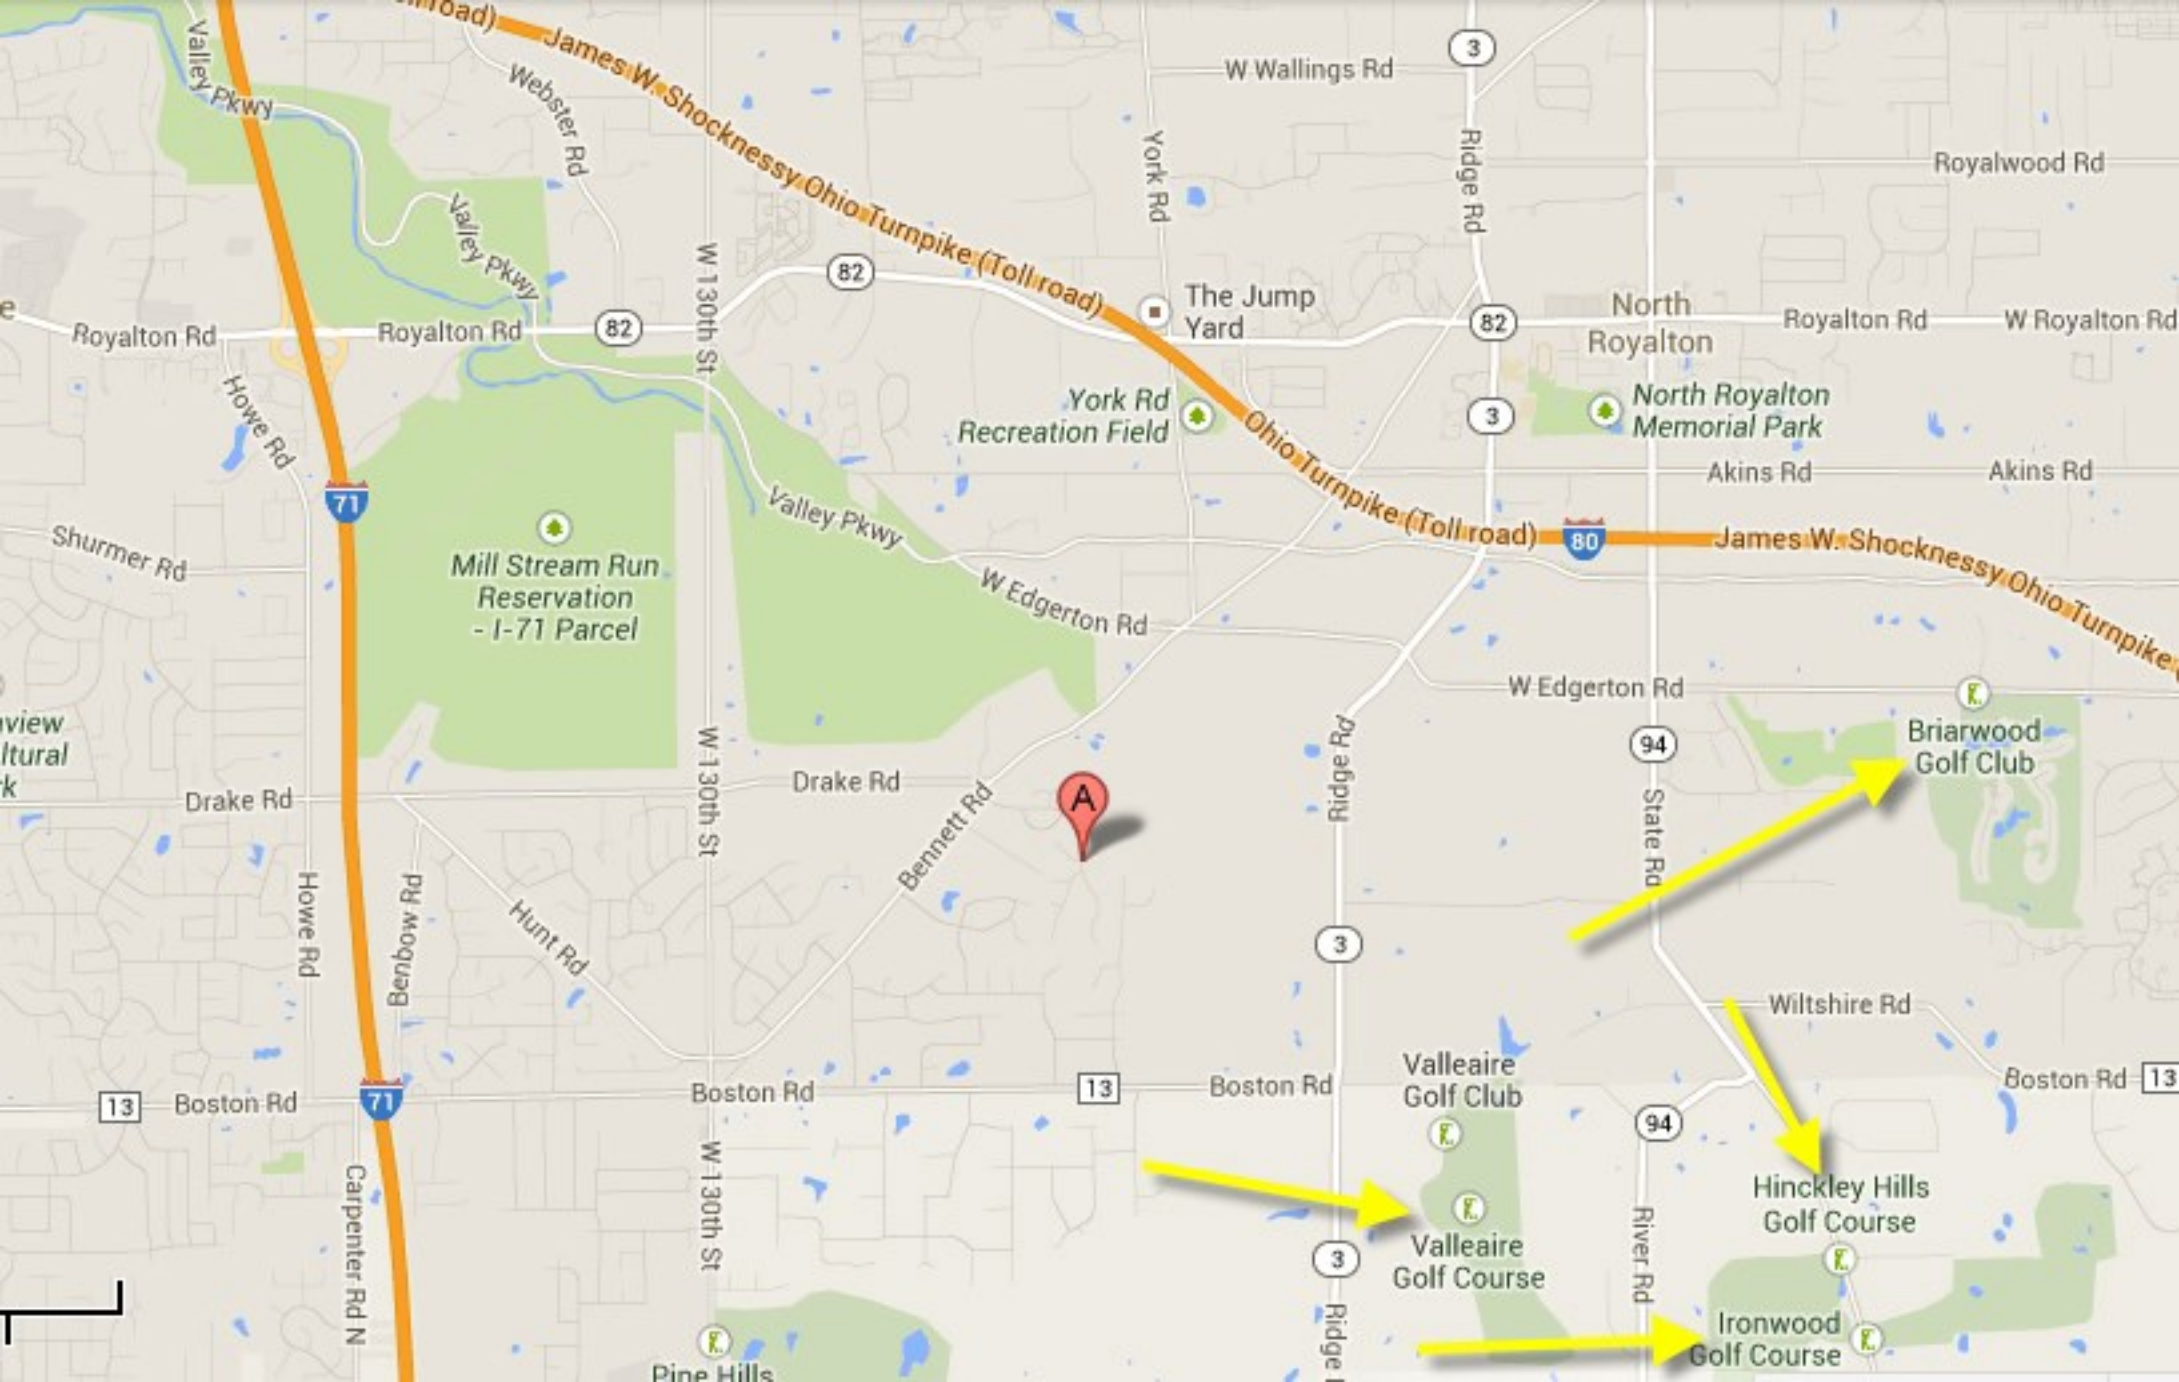 road)
James W. Shocknessy Ohio Turnpike (Toll road)
Valley Pkwy
Webster Rd
W Wallings Rd
3
Ridge Rd
York Rd
Royalwood Rd
Valley Pkwy
W 130th St
82
The Jump
Yard
82
North
Royalton
Royalton Rd
W Royalton Rd
e
Royalton Rd
Royalton Rd
82
Howe Rd
York Rd
Recreation Field
3
North Royalton
Memorial Park
Ohio Turnpike (Toll road)
Akins Rd
Akins Rd
71
Valley Pkwy
80
James W. Shocknessy Ohio Turnpike
Shurmer Rd
Mill Stream Run
Reservation
- I-71 Parcel
W Edgerton Rd
W Edgerton Rd
view
ltural
k
94
Briarwood
Golf Club
Ridge Rd
W 130th St
Drake Rd
Drake Rd
A
Bennett Rd
State Rd
Howe Rd
Benbow Rd
Hunt Rd
3
Wiltshire Rd
Valleaire
Golf Club
13
Boston Rd
71
Boston Rd
13
Boston Rd
Boston Rd
13
94
Carpenter Rd N
W 130th St
Hinckley Hills
Golf Course
3
Valleaire
Golf Course
River Rd
Ridge
Ironwood
Golf Course
Pine Hills